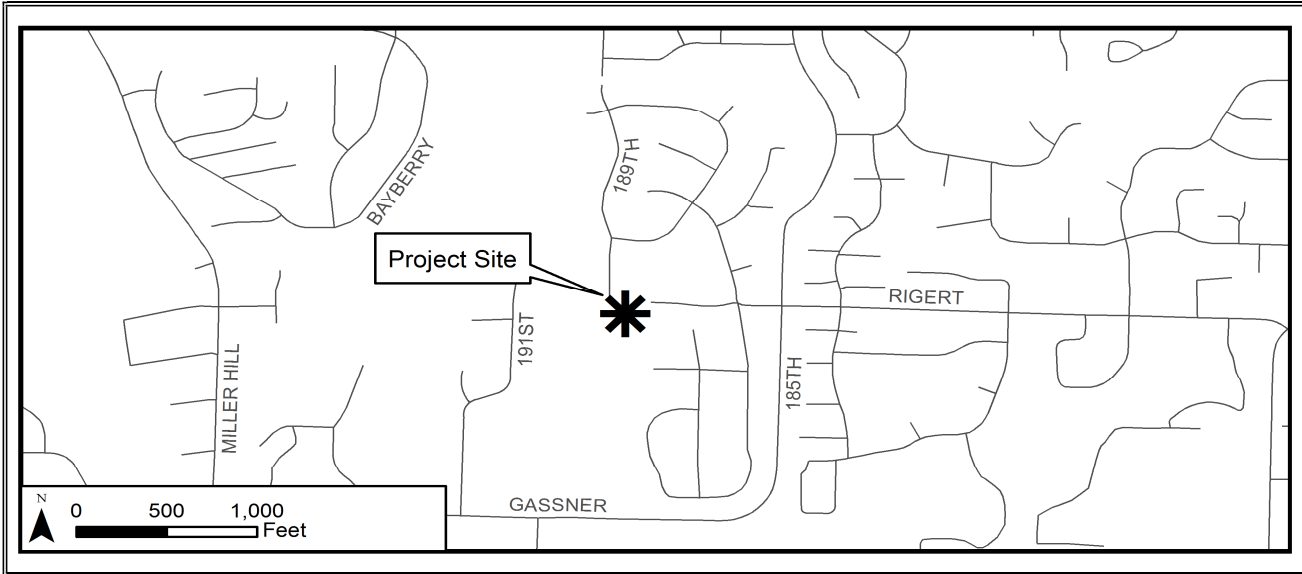 189TH
BAYBERRY
Project Site
RIGERT
191ST
MILLER HILL
185TH
GASSNER
N
0 500 1,000
Feet